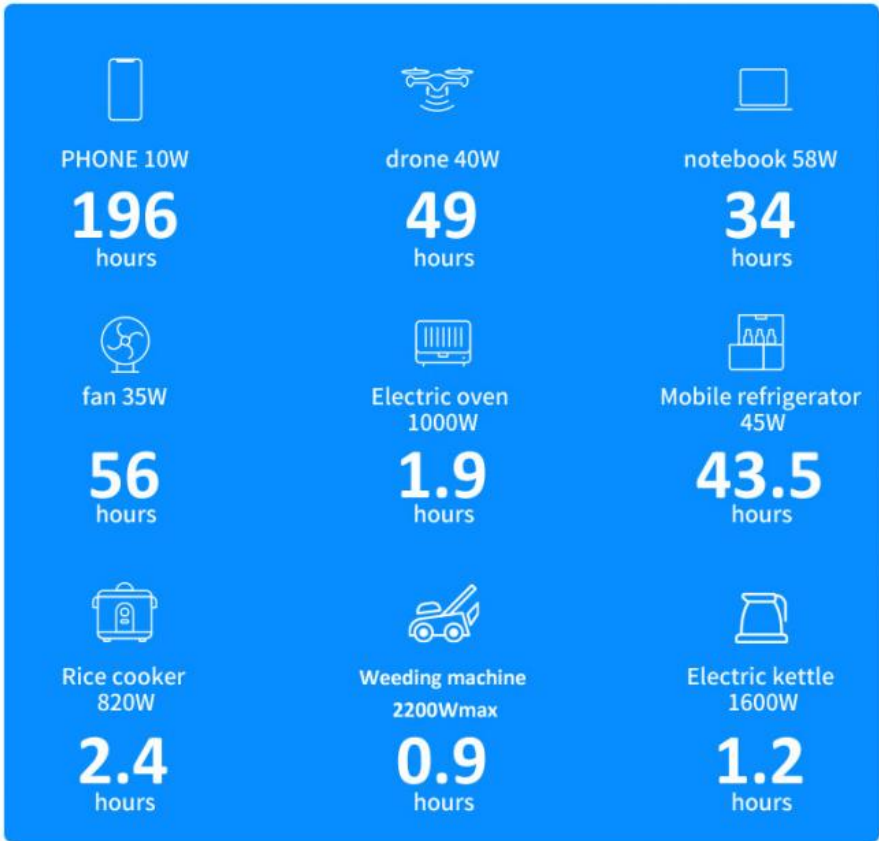 PHONE 10W
196
hours
drone 40W
49
hours
notebook 58W
34
hours
fan 35W
56
hours
Electric oven
1000W
1.9
hours
Mobile refrigerator
45W
43.5
hours
Rice cooker
820W
2.4
hours
Weeding machine
2200Wmax
0.9
hours
Electric kettle
1600W
1.2
hours